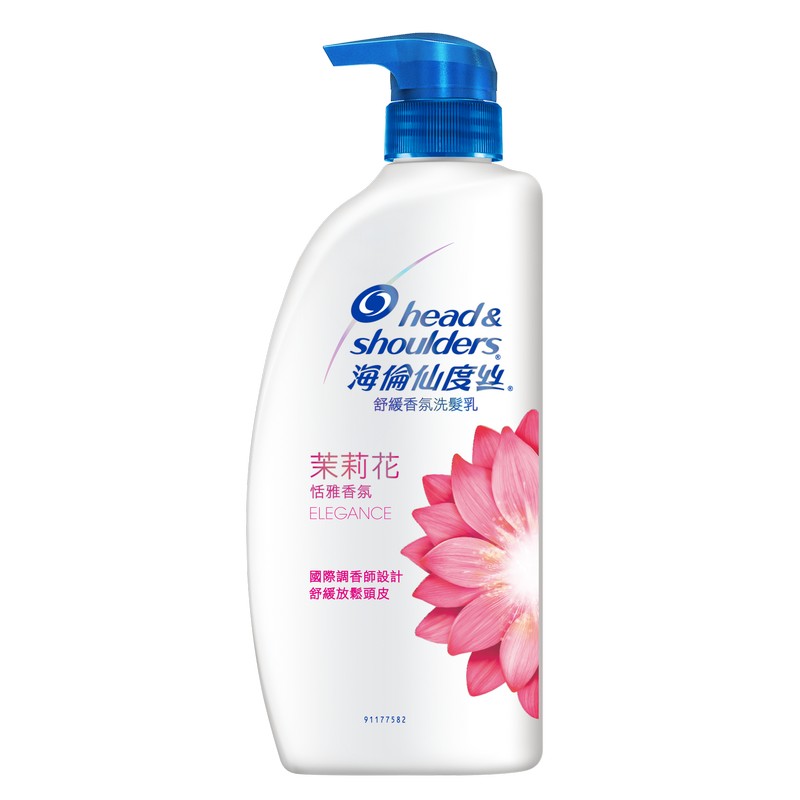 head &
shoulders®
海倫仙度絲®
舒緩香氛洗髮乳
茉莉花
恬雅香氛
ELEGANCE
國際調香師設計
舒緩放鬆頭皮
91177582